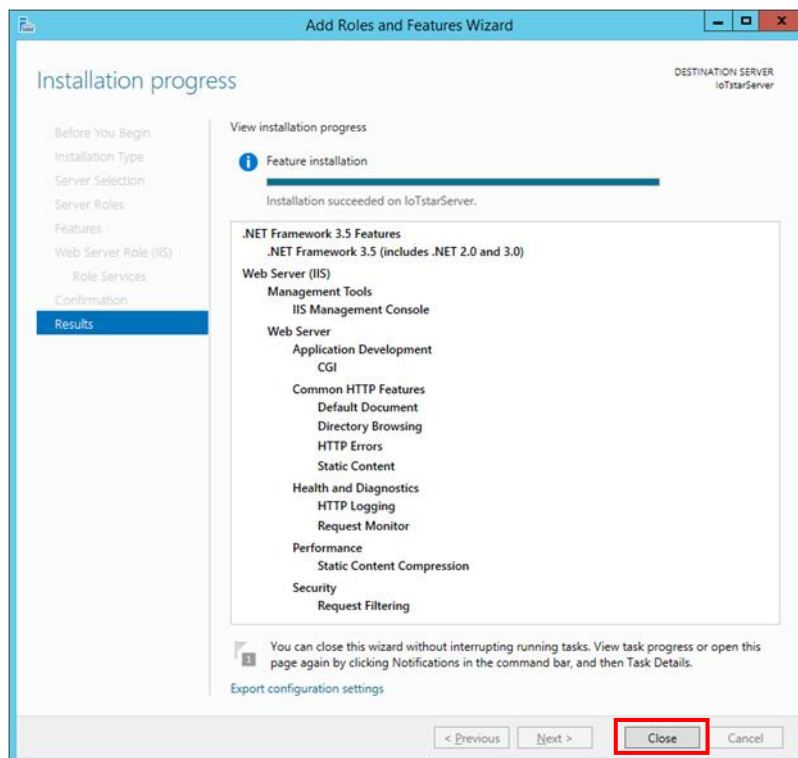 Add Roles and Features Wizard
Installation progress
DESTINATION SERVER
IoTstarServer
Before You Begin
Installation Type
Server Selection
Server Roles
Features
Web Server Role (IIS)
Role Services
Confirmation
Results
View installation progress
Feature installation
Installation succeeded on IoTstarServer.
.NET Framework 3.5 Features
.NET Framework 3.5 (includes .NET 2.0 and 3.0)
Web Server (IIS)
Management Tools
IIS Management Console
Web Server
Application Development
CGI
Common HTTP Features
Default Document
Directory Browsing
HTTP Errors
Static Content
Health and Diagnostics
HTTP Logging
Request Monitor
Performance
Static Content Compression
Security
Request Filtering
1
You can close this wizard without interrupting running tasks. View task progress or open this
page again by clicking Notifications in the command bar, and then Task Details.
Export configuration settings
< Previous
Next >
Close
Cancel